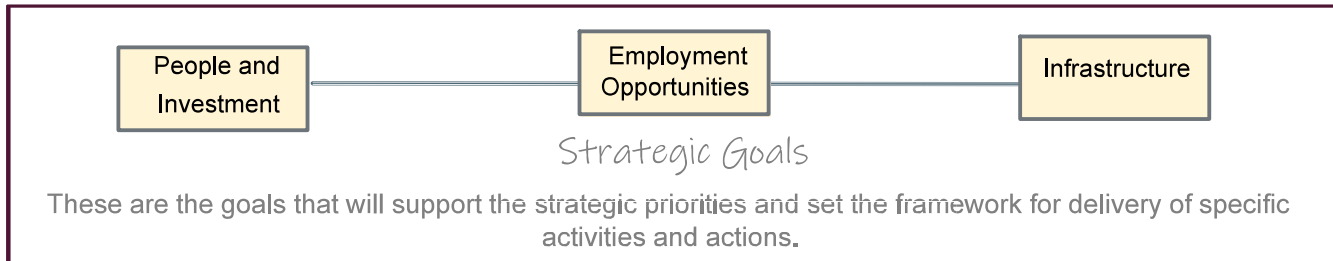 People and
Investment
Employment
Opportunities
Infrastructure
Strategic Goals
These are the goals that will support the strategic priorities and set the framework for delivery of specific
activities and actions.